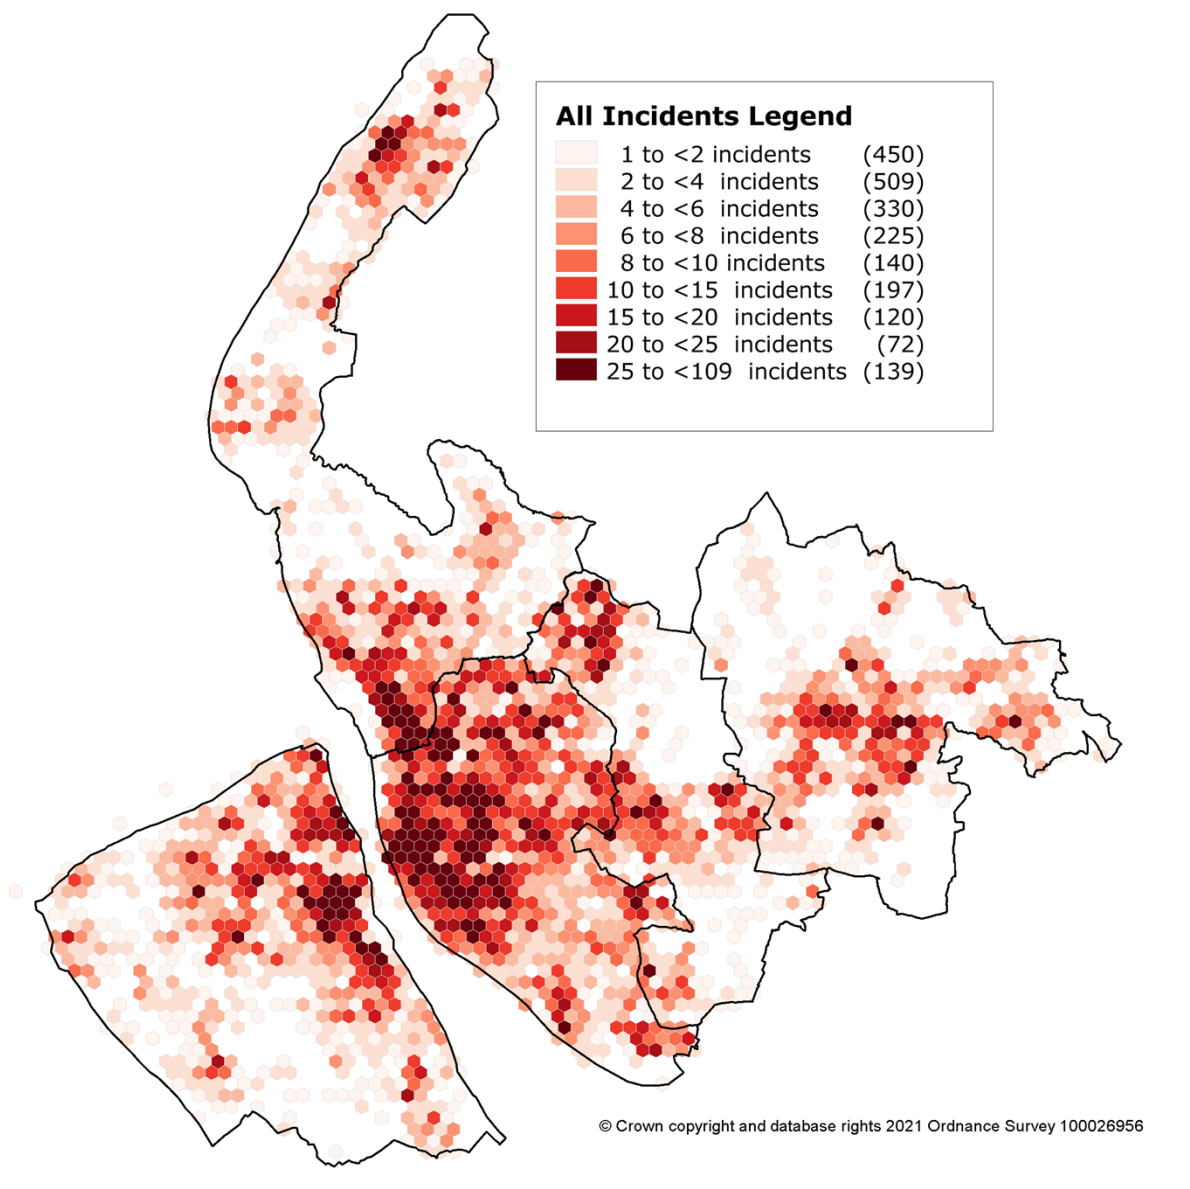 All Incidents Legend
1 to <2 incidents (450)
2 to <4 incidents (509)
4 to <6 incidents (330)
6 to <8 incidents (225)
8 to <10 incidents (140)
10 to <15 incidents (197)
15 to <20 incidents (120)
20 to <25 incidents (72)
25 to <109 incidents (139)
© Crown copyright and database rights 2021 Ordnance Survey 100026956